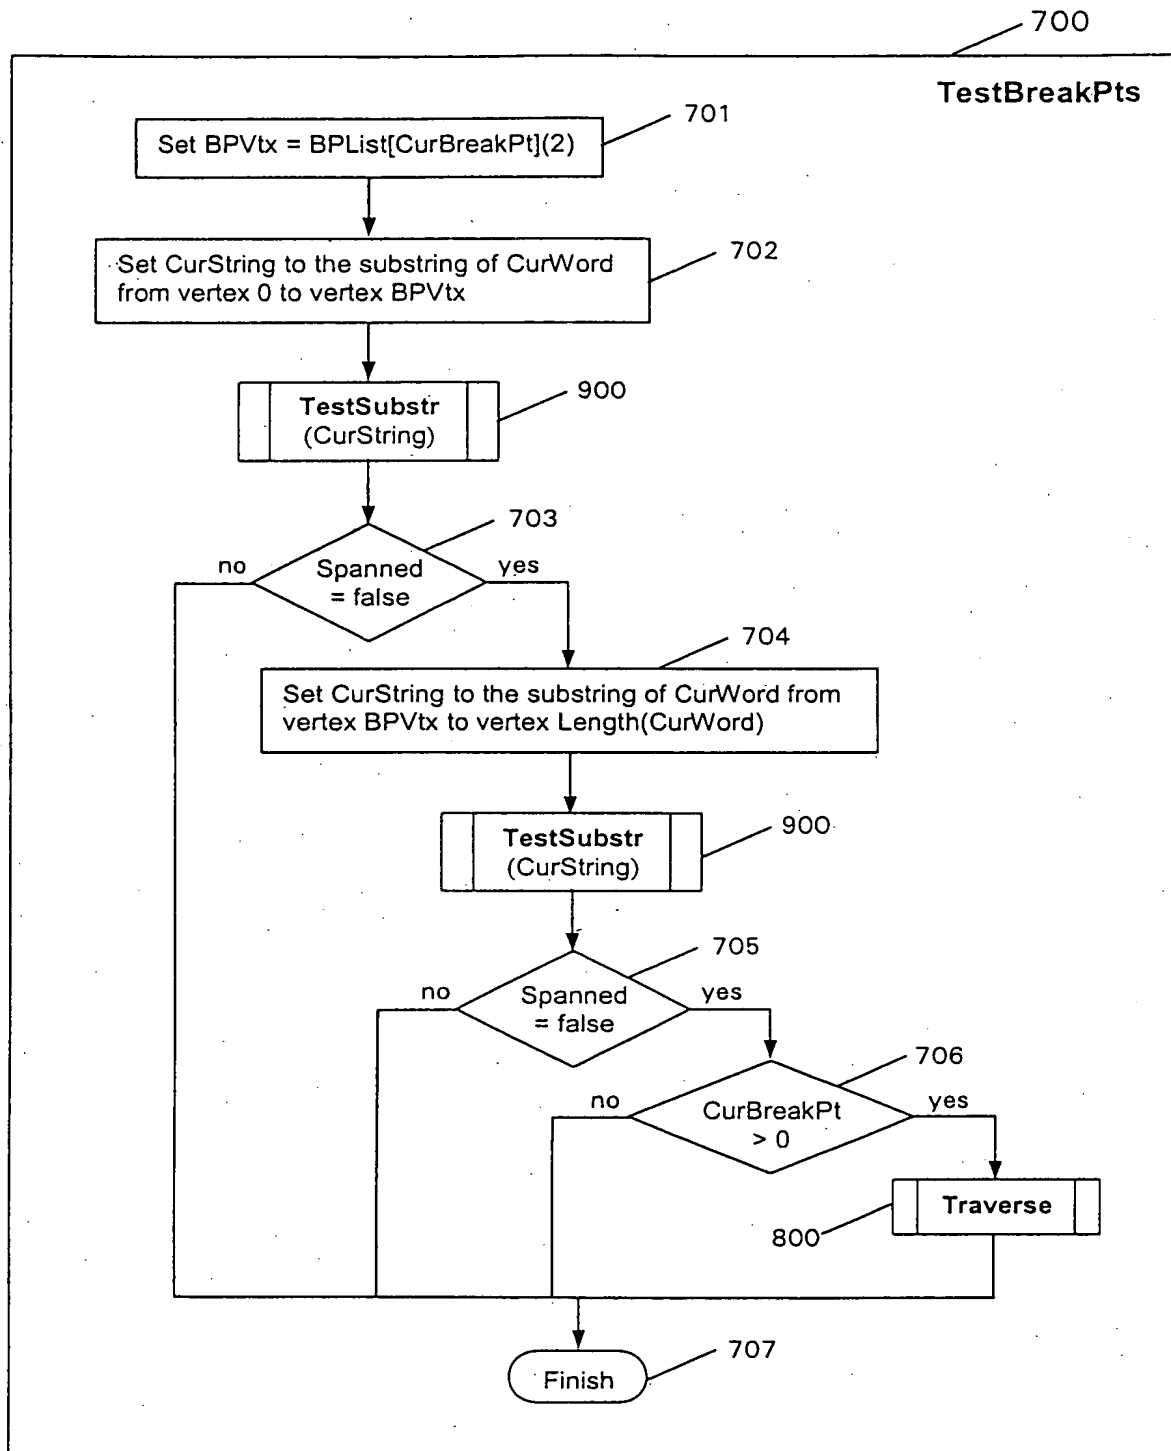 700
TestBreakPts
701
Set BPVtx = BPList[CurBreakPt](2)
702
Set CurString to the substring of CurWord
from vertex 0 to vertex BPVtx
900
TestSubstr
(CurString)
703
no
yes
Spanned
= false
704
Set CurString to the substring of CurWord from
vertex BPVtx to vertex Length(CurWord)
900
TestSubstr
(CurString)
705
no
yes
Spanned
= false
706
no
yes
CurBreakPt
> 0
Traverse
800
707
Finish